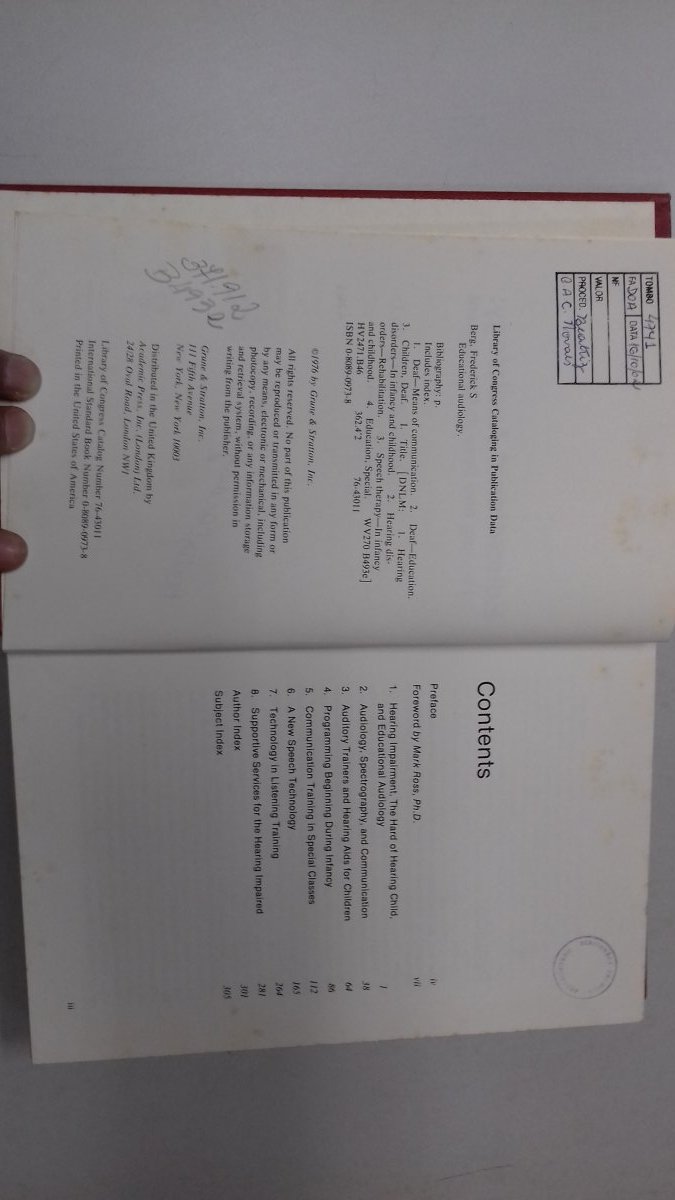 TOMBO 4741
FADOA DATA 16/10/02
NF
VALOR
PROCED.
Library of Congress Cataloging in Publication Data
Berg, Frederick S
Educational audiology.
Bibliography: p.
Includes index.
1. Deaf—Means of communication. 2. Deaf—Education.
3. Children, Deaf. I. Title. [DNLM: 1. Hearing
disorders—In infancy and childhood. 2. Hearing dis-
orders—Rehabilitation. 3. Speech therapy—In infancy
and childhood. 4. Education, Special. WV270 B493e]
HV2471.B46 362.4'2 76-43011
ISBN 0-8089-0973-8
©1976 by Grune & Stratton, Inc.
All rights reserved. No part of this publication
may be reproduced or transmitted in any form or
by any means, electronic or mechanical, including
photocopy recording, or any information storage
and retrieval system, without permission in
writing from the publisher.
371.912
B4932
Grune & Stratton, Inc.
111 Fifth Avenue
New York, New York 10003
Distributed in the United Kingdom by
Academic Press, Inc. (London) Ltd.
24/28 Oval Road, London NW1
Library of Congress Catalog Number 76-43011
International Standard Book Number 0-8089-0973-8
Printed in the United States of America
Contents
Preface iv
Foreword by Mark Ross, Ph.D. vii
1. Hearing Impairment, The Hard of Hearing Child,
and Educational Audiology 1
2. Audiology, Spectrography, and Communication 38
3. Auditory Trainers and Hearing Aids for Children 64
4. Programming Beginning During Infancy 86
5. Communication Training in Special Classes 112
6. A New Speech Technology 165
7. Technology in Listening Training 264
8. Supportive Services for the Hearing Impaired 281
Author Index 301
Subject Index 305
iii